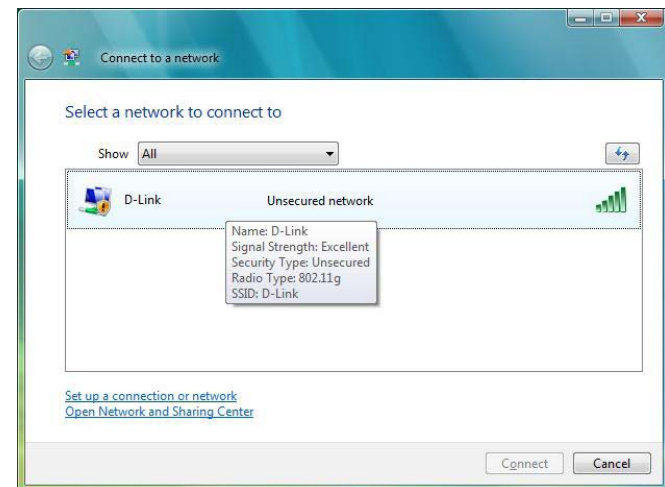 Connect to a network
Select a network to connect to
Show All
D-Link Unsecured network
Name: D-Link
Signal Strength: Excellent
Security Type: Unsecured
Radio Type: 802.11g
SSID: D-Link
Set up a connection or network
Open Network and Sharing Center
Connect Cancel